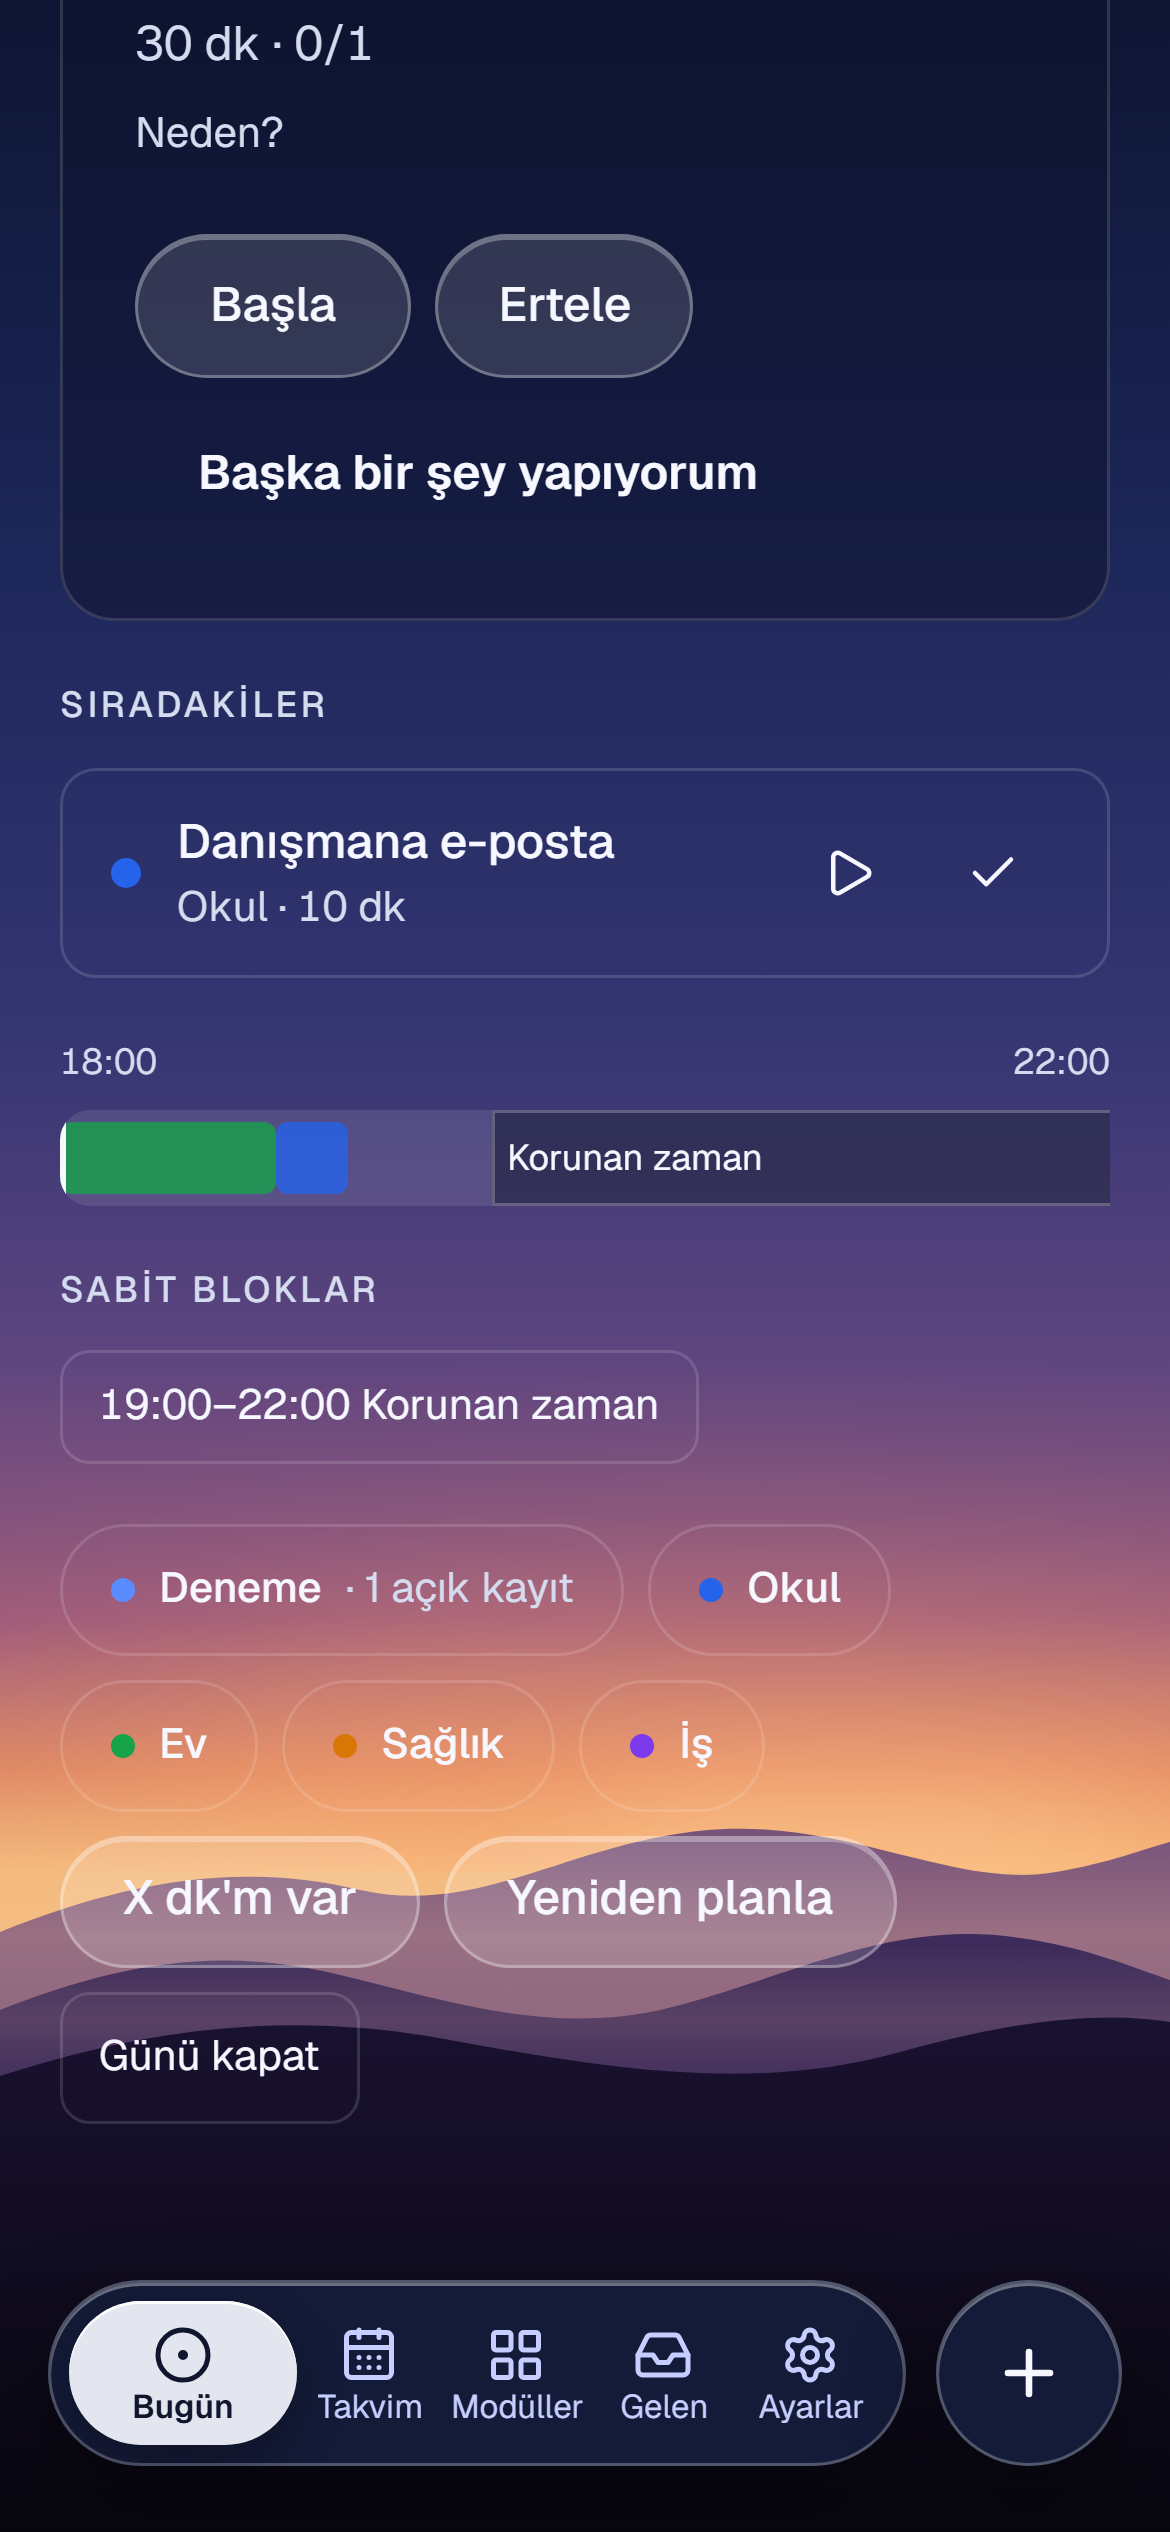 30 dk · 0/1
Neden?
Başla
Ertele
Başka bir şey yapıyorum
SIRADAKİLER
Danışmana e-posta
Okul · 10 dk
18:00
22:00
Korunan zaman
SABİT BLOKLAR
19:00–22:00 Korunan zaman
Deneme · 1 açık kayıt
Okul
Ev
Sağlık
İş
X dk'm var
Yeniden planla
Günü kapat
Bugün
Takvim
Modüller
Gelen
Ayarlar